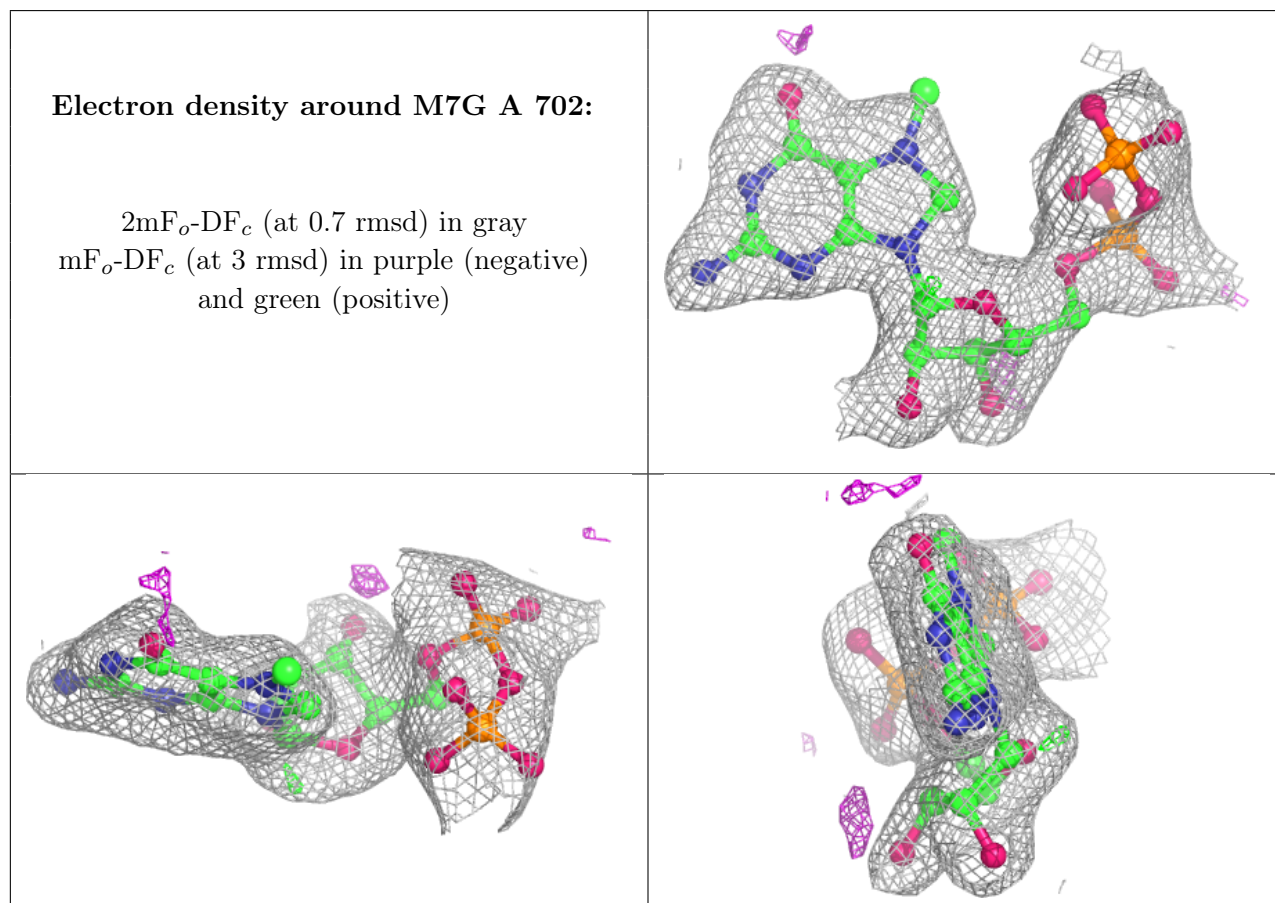 Electron density around M7G A 702:
2mFo-DFc (at 0.7 rmsd) in gray
mFo-DFc (at 3 rmsd) in purple (negative)
and green (positive)